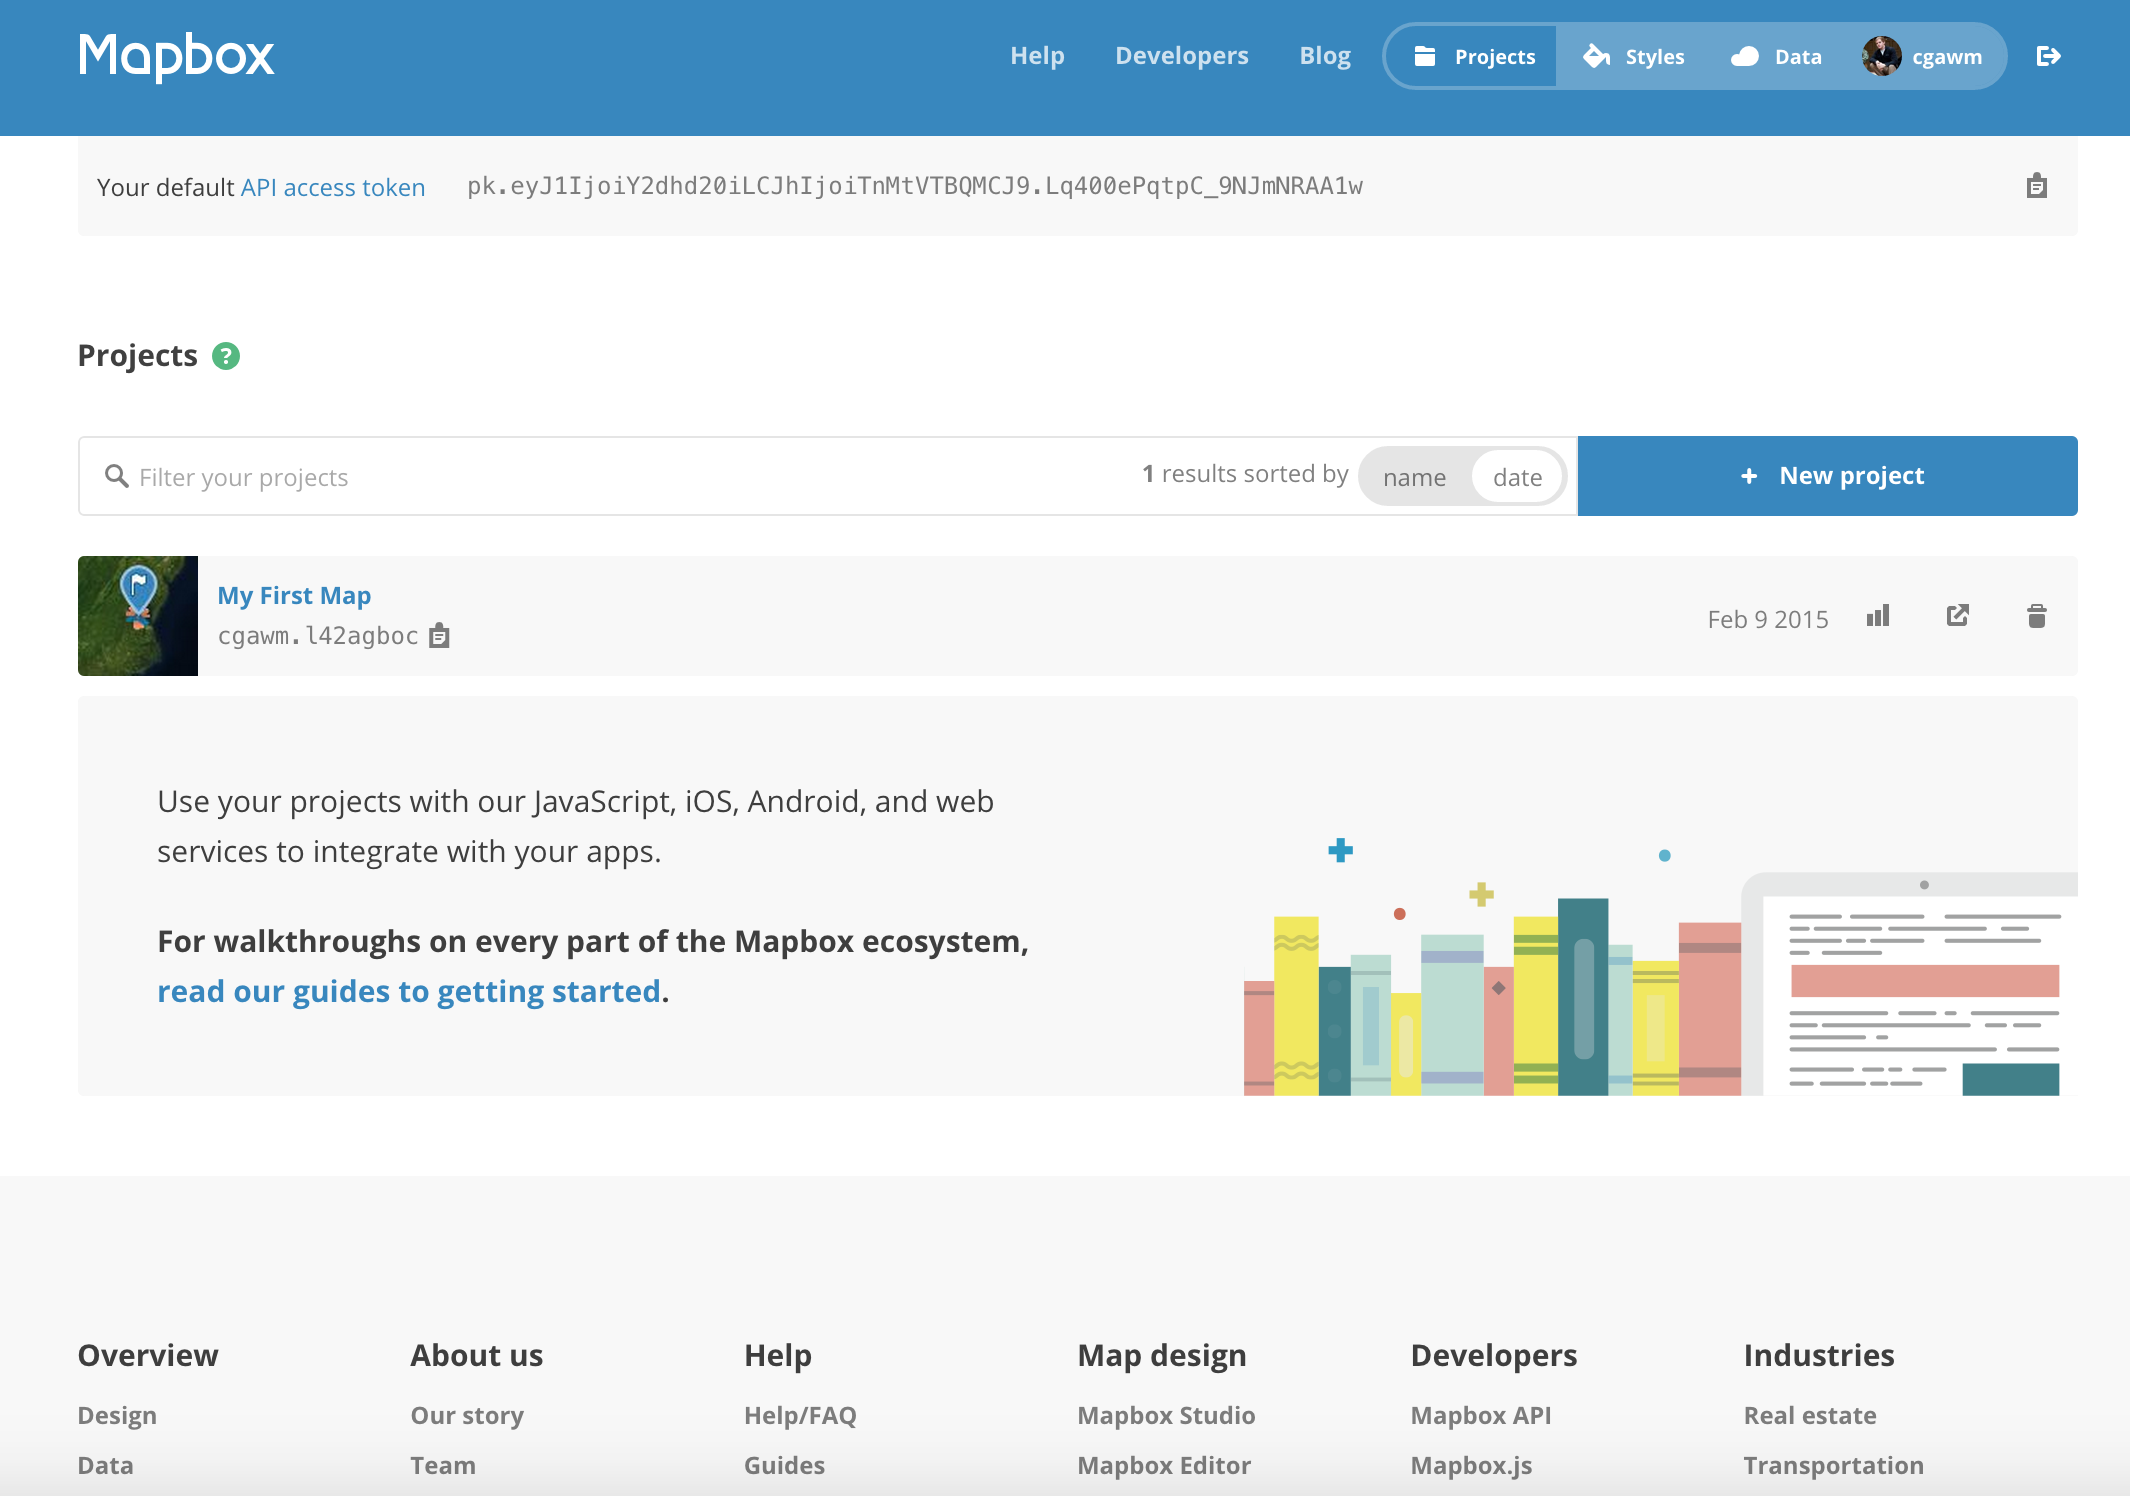 Mapbox
Help Developers Blog Projects Styles Data cgawm
Your default API access token pk.eyJ1IjoiY2dhd20iLCJhIjoiTnMtVTBQMCJ9.Lq400ePqtpC_9NJmNRAA1w
Projects ?
Filter your projects 1 results sorted by name date + New project
My First Map
cgawm.l42agboc
Feb 9 2015
Use your projects with our JavaScript, iOS, Android, and web
services to integrate with your apps.
For walkthroughs on every part of the Mapbox ecosystem,
read our guides to getting started.
Overview
Design
Data
About us
Our story
Team
Help
Help/FAQ
Guides
Map design
Mapbox Studio
Mapbox Editor
Developers
Mapbox API
Mapbox.js
Industries
Real estate
Transportation